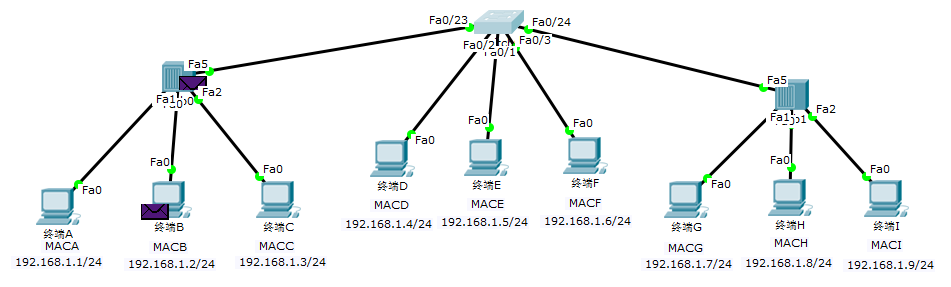 Fa0/23
Fa0/24
Fa0/2
Fa0/3
Fa0/1
Fa5
Fa1
Fa2
Fa5
Fa1
Fa2
Fa0
Fa0
Fa0
Fa0
Fa0
Fa0
Fa0
Fa0
Fa0
终端A
MACA
192.168.1.1/24
终端B
MACB
192.168.1.2/24
终端C
MACC
192.168.1.3/24
终端D
MACD
192.168.1.4/24
终端E
MACE
192.168.1.5/24
终端F
MACF
192.168.1.6/24
终端G
MACG
192.168.1.7/24
终端H
MACH
192.168.1.8/24
终端I
MACI
192.168.1.9/24